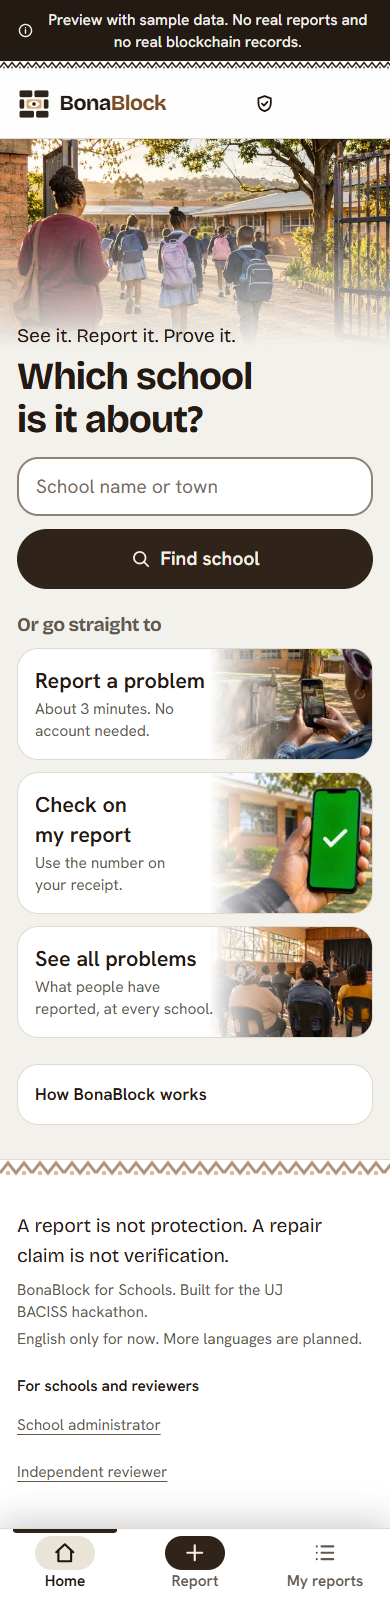 Preview with sample data. No real reports and
no real blockchain records.
BonaBlock
See it. Report it. Prove it.
Which school
is it about?
School name or town
Find school
Or go straight to
Report a problem
About 3 minutes. No
account needed.
Check on
my report
Use the number on
your receipt.
See all problems
What people have
reported, at every school.
How BonaBlock works
A report is not protection. A repair
claim is not verification.
BonaBlock for Schools. Built for the UJ
BACISS hackathon.
English only for now. More languages are planned.
For schools and reviewers
School administrator
Independent reviewer
Home
Report
My reports